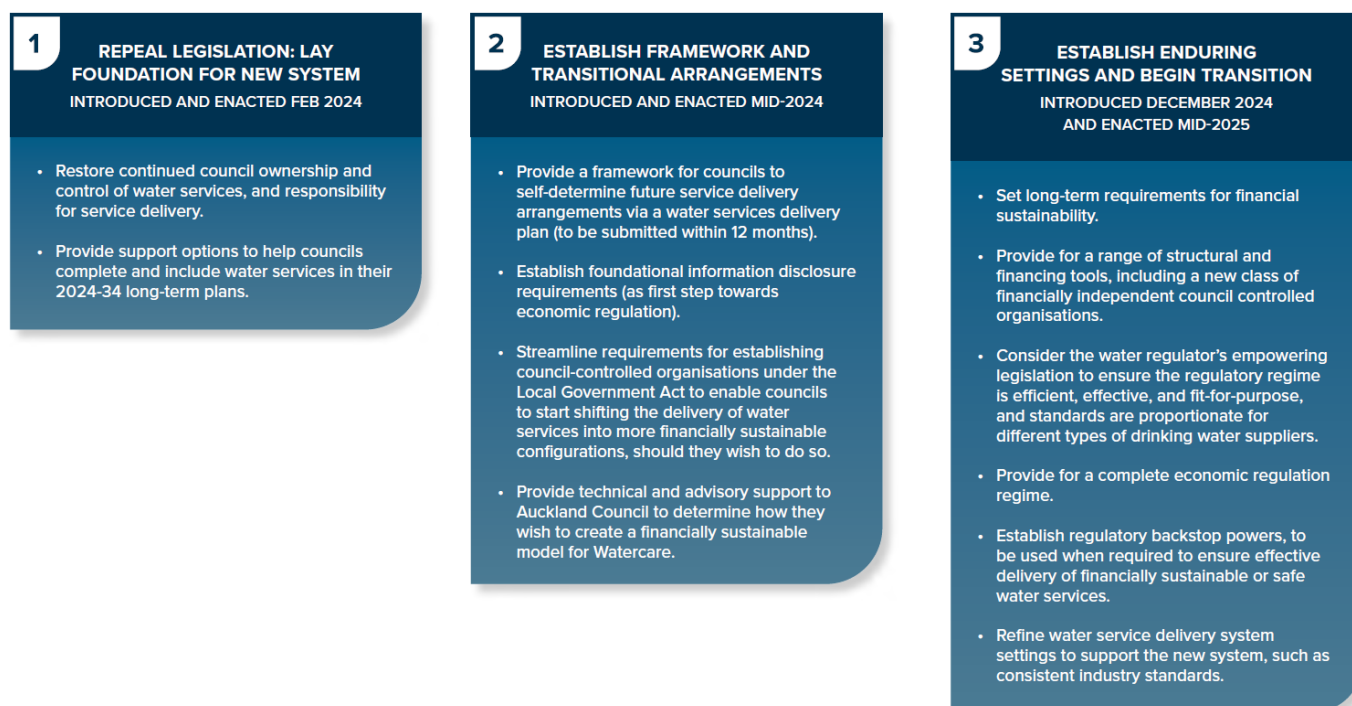 1
REPEAL LEGISLATION: LAY
FOUNDATION FOR NEW SYSTEM
INTRODUCED AND ENACTED FEB 2024
• Restore continued council ownership and
control of water services, and responsibility
for service delivery.
• Provide support options to help councils
complete and include water services in their
2024-34 long-term plans.
2
ESTABLISH FRAMEWORK AND
TRANSITIONAL ARRANGEMENTS
INTRODUCED AND ENACTED MID-2024
• Provide a framework for councils to
self-determine future service delivery
arrangements via a water services delivery
plan (to be submitted within 12 months).
• Establish foundational information disclosure
requirements (as first step towards
economic regulation).
• Streamline requirements for establishing
council-controlled organisations under the
Local Government Act to enable councils
to start shifting the delivery of water
services into more financially sustainable
configurations, should they wish to do so.
• Provide technical and advisory support to
Auckland Council to determine how they
wish to create a financially sustainable
model for Watercare.
3
ESTABLISH ENDURING
SETTINGS AND BEGIN TRANSITION
INTRODUCED DECEMBER 2024
AND ENACTED MID-2025
• Set long-term requirements for financial
sustainability.
• Provide for a range of structural and
financing tools, including a new class of
financially independent council controlled
organisations.
• Consider the water regulator’s empowering
legislation to ensure the regulatory regime
is efficient, effective, and fit-for-purpose,
and standards are proportionate for
different types of drinking water suppliers.
• Provide for a complete economic regulation
regime.
• Establish regulatory backstop powers, to
be used when required to ensure effective
delivery of financially sustainable or safe
water services.
• Refine water service delivery system
settings to support the new system, such as
consistent industry standards.